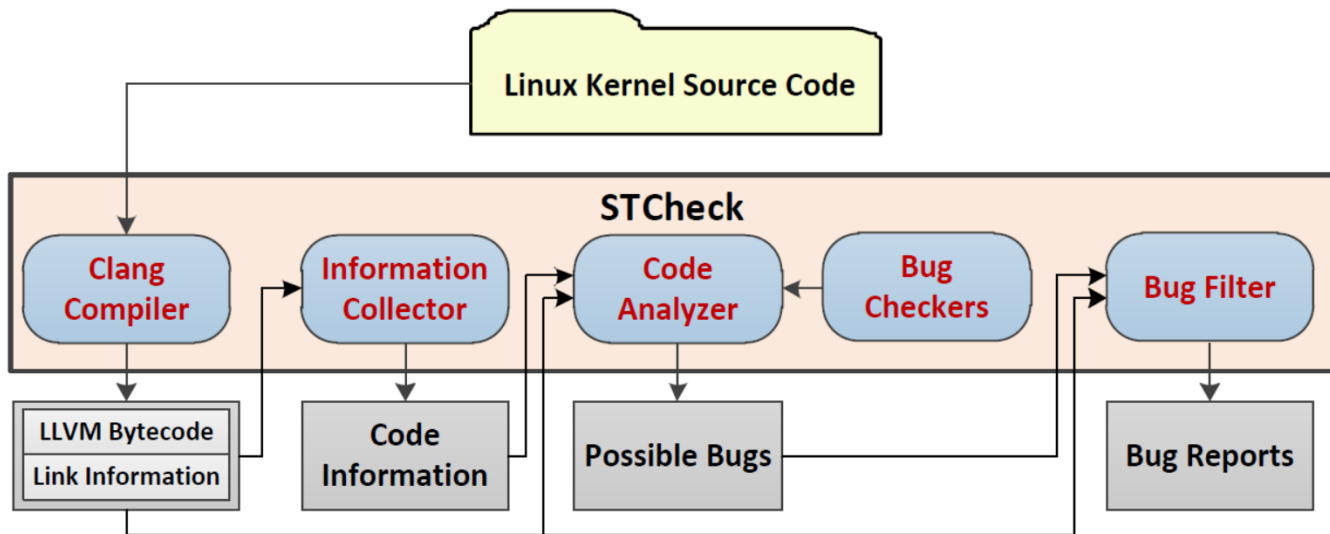 Linux Kernel Source Code
STCheck
Clang
Compiler
Information
Collector
Code
Analyzer
Bug
Checkers
Bug Filter
LLVM Bytecode
Link Information
Code
Information
Possible Bugs
Bug Reports